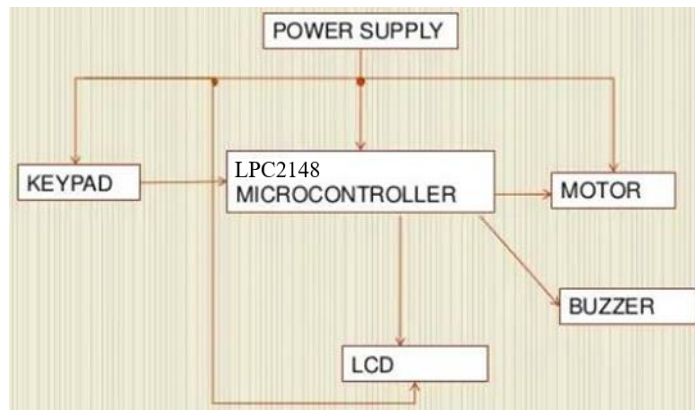 POWER SUPPLY
KEYPAD
LPC2148
MICROCONTROLLER
MOTOR
BUZZER
LCD